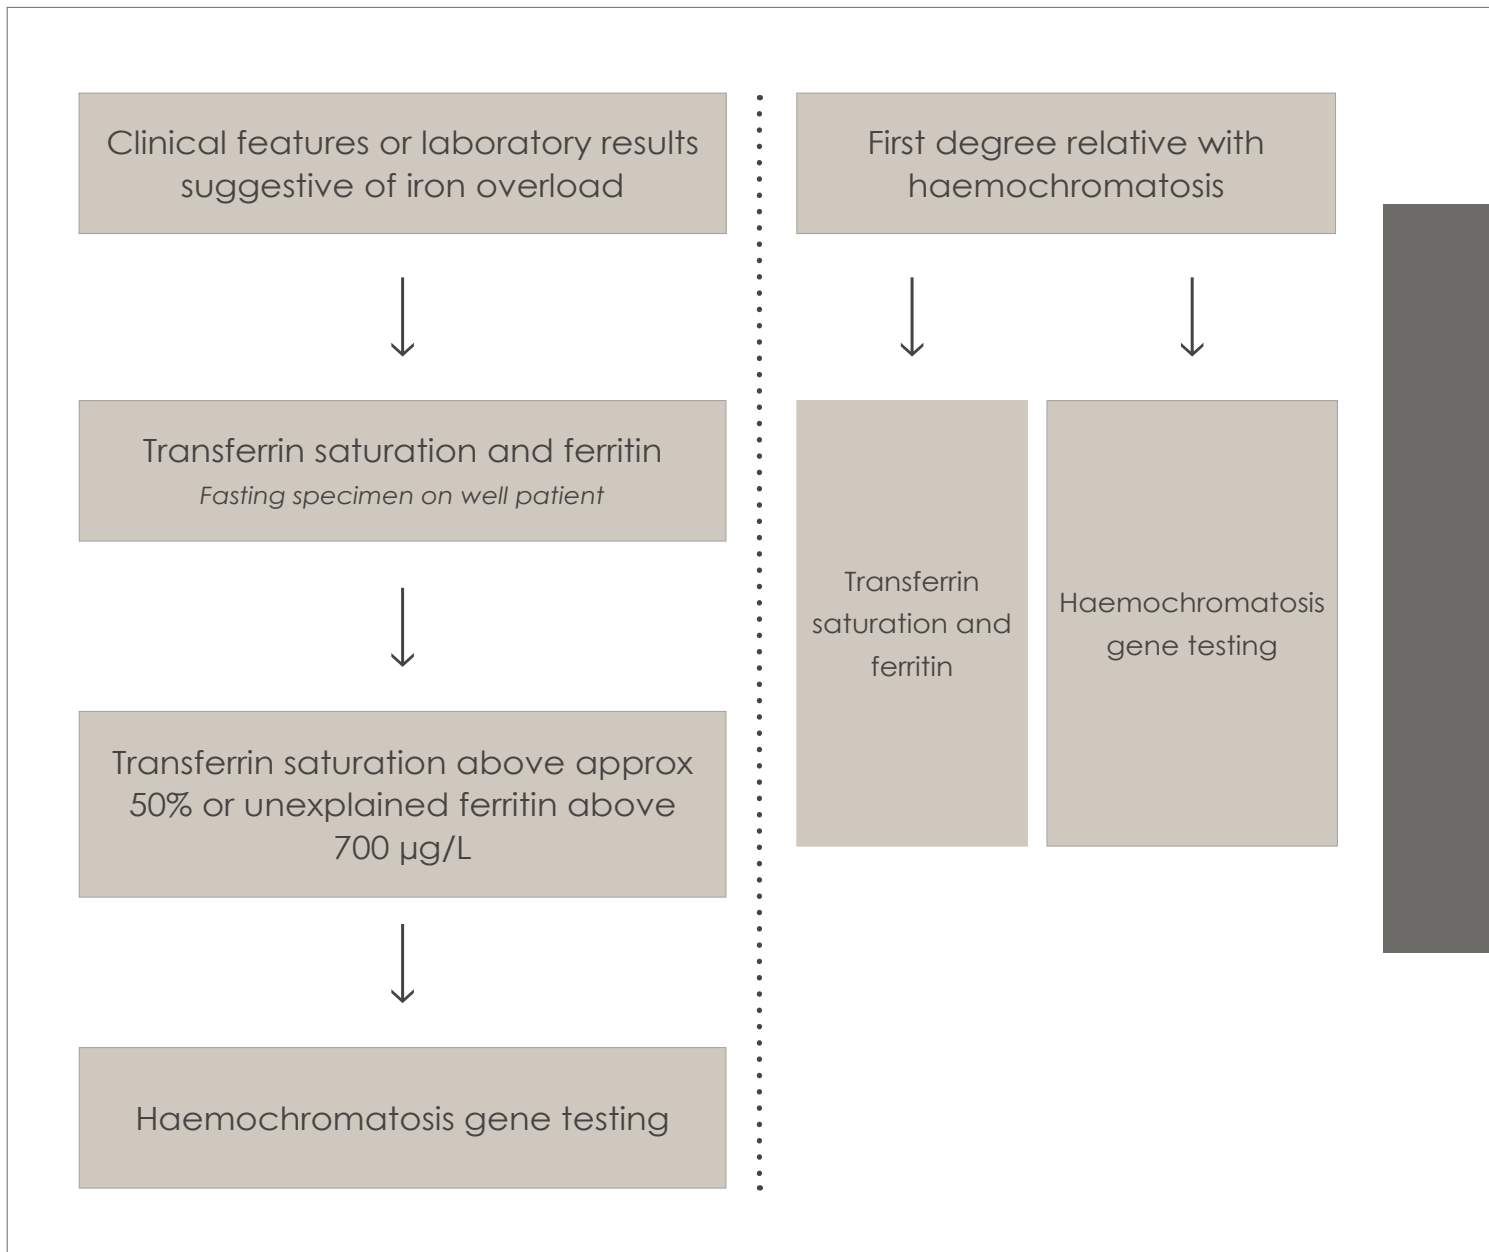 Clinical features or laboratory results
suggestive of iron overload
Transferrin saturation and ferritin
Fasting specimen on well patient
Transferrin saturation above approx
50% or unexplained ferritin above
700 µg/L
Haemochromatosis gene testing
First degree relative with
haemochromatosis
Transferrin
saturation and
ferritin
Haemochromatosis
gene testing